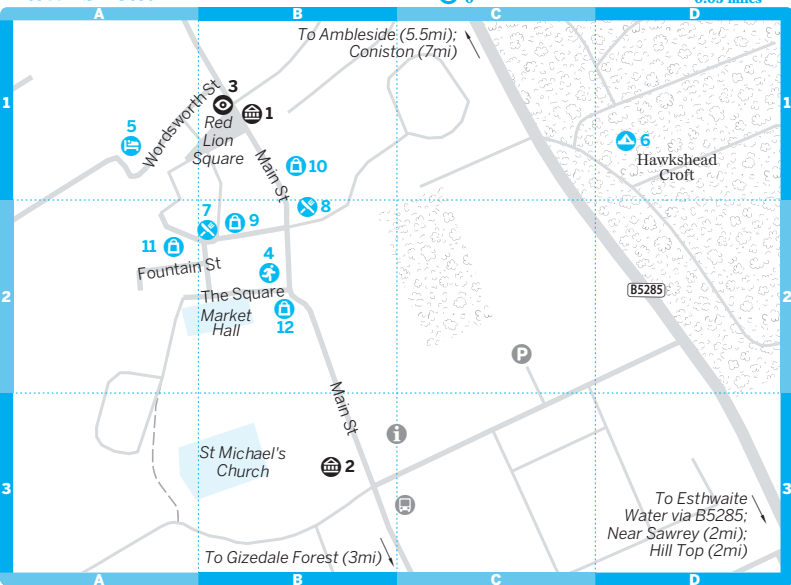 0
A
B
C
D
To Ambleside (5.5mi);
Coniston (7mi)
1
1
3
1
Wordsworth St
Red
Lion
Square
5
Main St
10
6
Hawkshead
Croft
7
9
8
11
4
Fountain St
2
2
The Square
B5285
Market
Hall
12
P
Main St
i
St Michael's
Church
2
3
3
To Esthwaite
Water via B5285;
Near Sawrey (2mi);
Hill Top (2mi)
To Gizedale Forest (3mi)
A
B
C
D